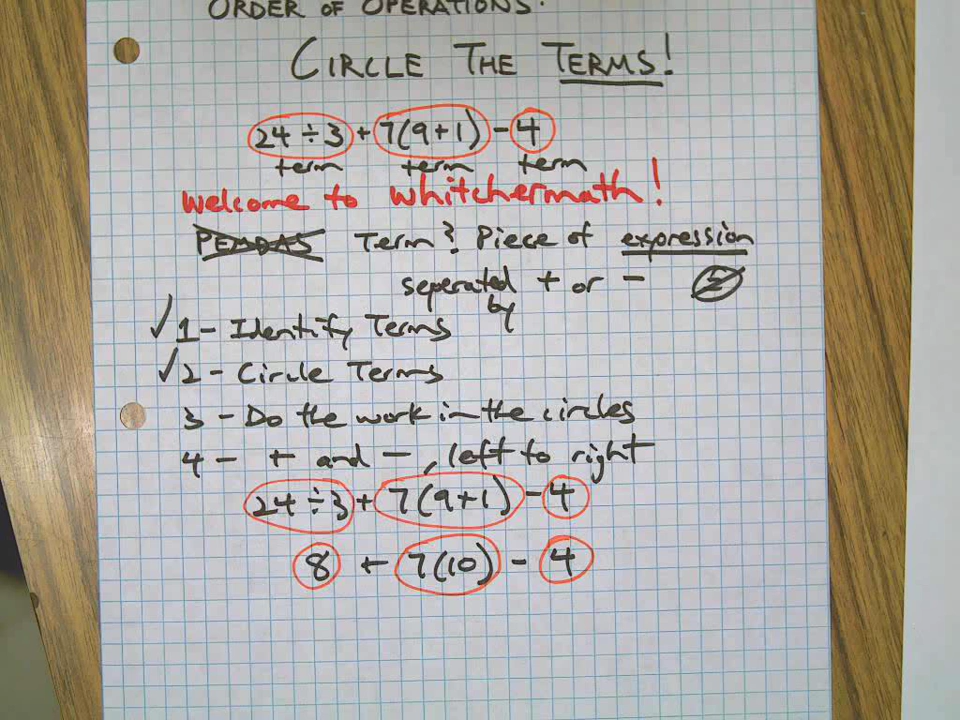 ORDER OF OPERATIONS.
CIRCLE THE TERMS!
24 ÷ 3 + 7(9+1) - 4
term term term
Welcome to whitchermath!
PEMDAS Term? Piece of expression
seperated by + or -
1 - Identify Terms
2 - Circle Terms
3 - Do the work in the circles
4 - + and -, left to right
24 ÷ 3 + 7(9+1) - 4
8 + 7(10) - 4